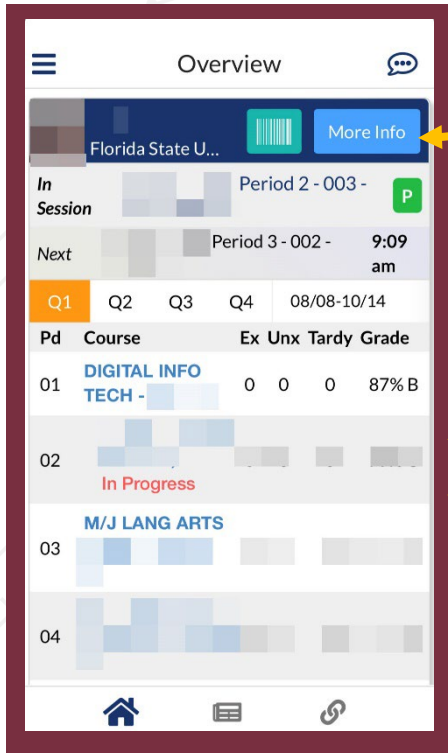 Overview
Florida State U...
More Info
In Session
Period 2 - 003 -
P
Next
Period 3 - 002 -
9:09 am
Q1 Q2 Q3 Q4 08/08-10/14
Pd Course Ex Unx Tardy Grade
01 DIGITAL INFO TECH - 0 0 0 87% B
02
In Progress
03 M/J LANG ARTS
04